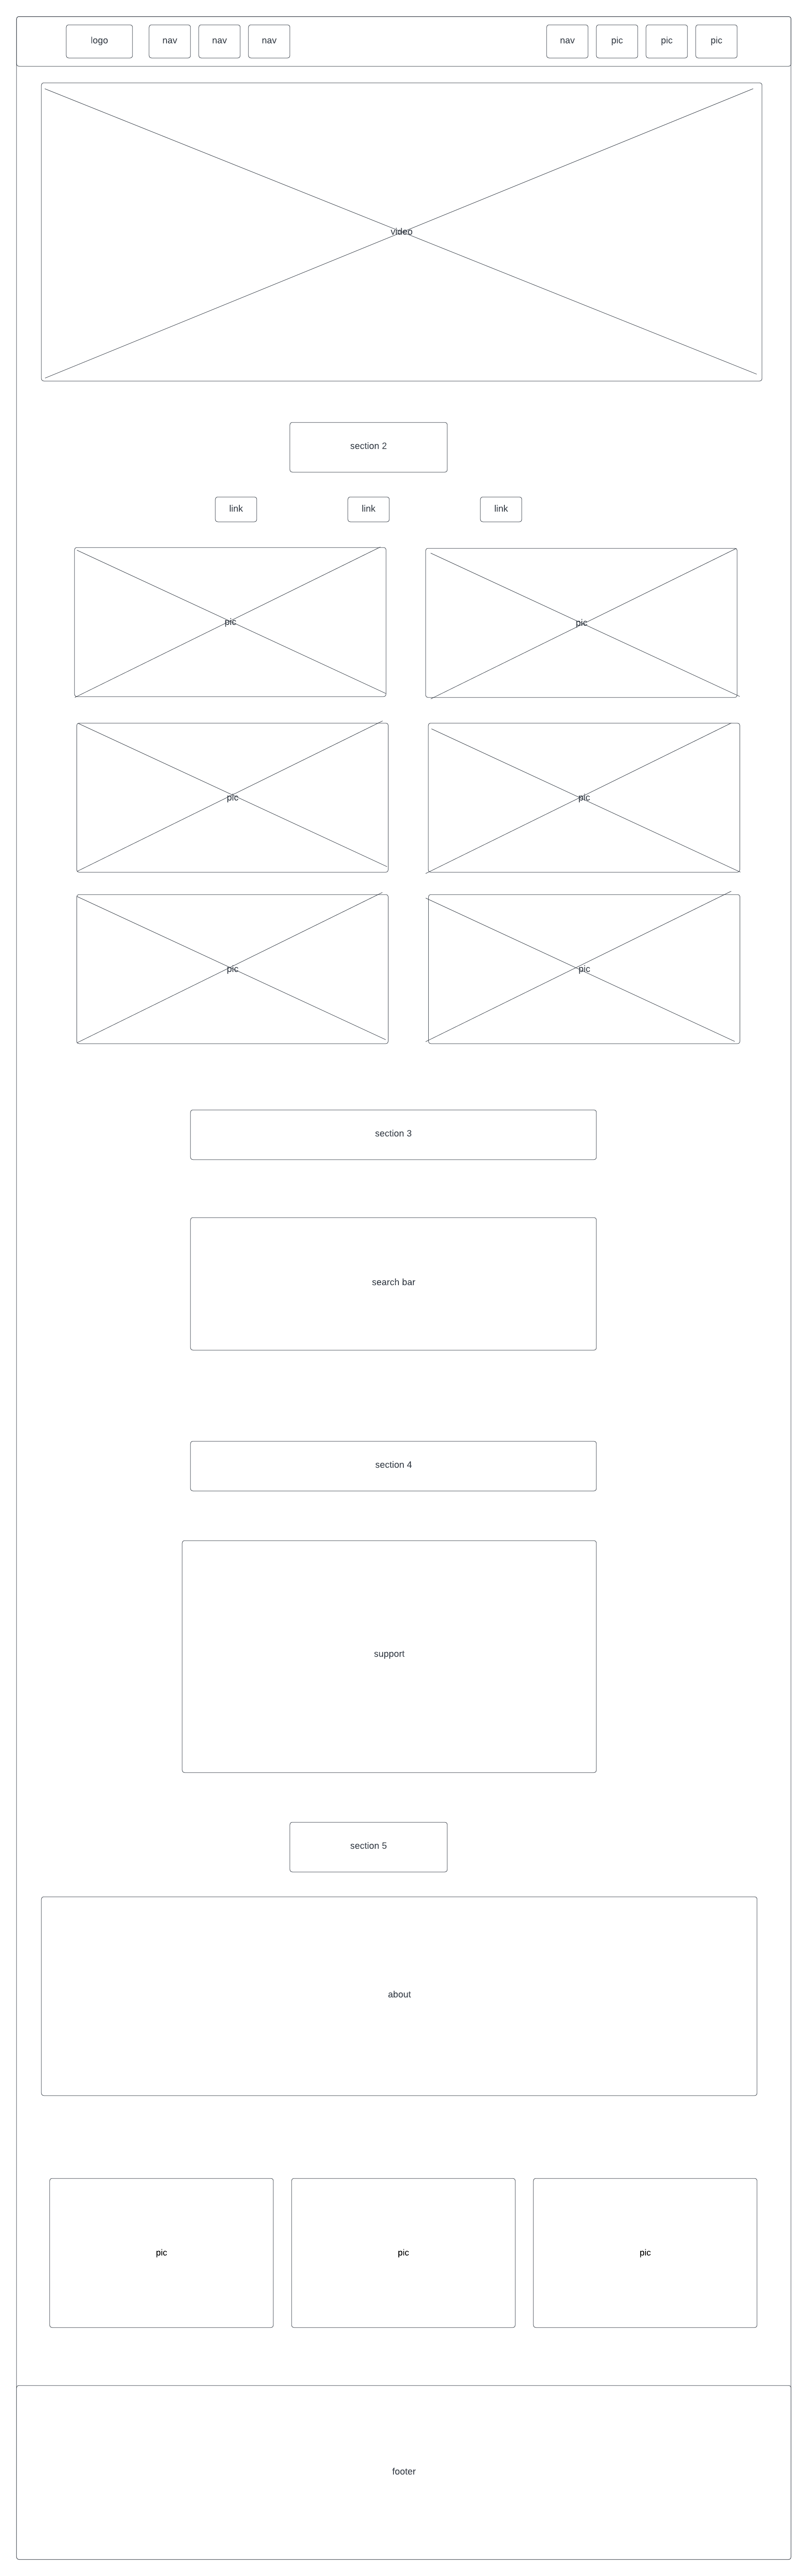 logo
nav
nav
nav
nav
pic
pic
pic
video
section 2
link
link
link
pic
pic
pic
pic
pic
pic
section 3
search bar
section 4
support
section 5
about
pic
pic
pic
footer